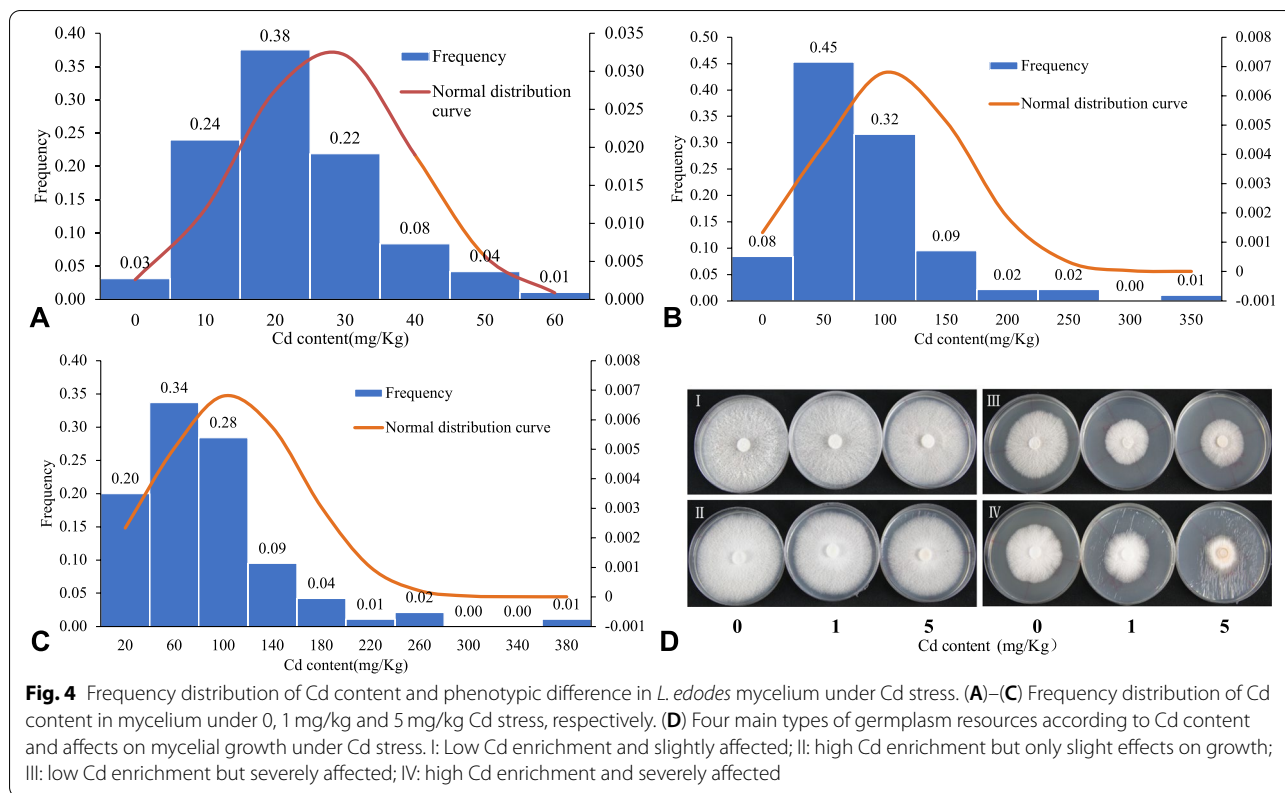 0.40
0.35
0.30
0.25
0.20
0.15
0.10
0.05
0.00
Frequency
0.03
0.24
0.38
0.22
0.08
0.04
0.01
Frequency
Normal distribution
curve
0.035
0.030
0.025
0.020
0.015
0.010
0.005
0.000
0 10 20 30 40 50 60
Cd content(mg/Kg)
A
0.50
0.45
0.40
0.35
0.30
0.25
0.20
0.15
0.10
0.05
0.00
Frequency
0.08
0.45
0.32
0.09
0.02
0.02
0.00
0.01
Frequency
Normal distribution curve
0.008
0.007
0.006
0.005
0.004
0.003
0.002
0.001
0
-0.001
0 50 100 150 200 250 300 350
Cd content(mg/Kg)
B
0.40
0.35
0.30
0.25
0.20
0.15
0.10
0.05
0.00
Frequency
0.20
0.34
0.28
0.09
0.04
0.01
0.02
0.00
0.00
0.01
Frequency
Normal distribution curve
0.008
0.007
0.006
0.005
0.004
0.003
0.002
0.001
0
-0.001
20 60 100 140 180 220 260 300 340 380
Cd content(mg/Kg)
C
I
III
II
IV
0 1 5 0 1 5
Cd content (mg/Kg)
D
Fig. 4 Frequency distribution of Cd content and phenotypic difference in L. edodes mycelium under Cd stress. (A)–(C) Frequency distribution of Cd
content in mycelium under 0, 1 mg/kg and 5 mg/kg Cd stress, respectively. (D) Four main types of germplasm resources according to Cd content
and affects on mycelial growth under Cd stress. I: Low Cd enrichment and slightly affected; II: high Cd enrichment but only slight effects on growth;
III: low Cd enrichment but severely affected; IV: high Cd enrichment and severely affected